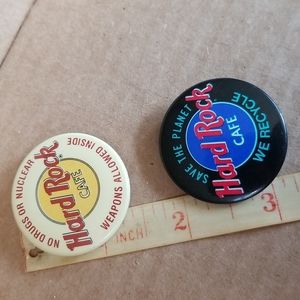 NO DRUGS OR NUCLEAR
Hard Rock
CAFE
WEAPONS ALLOWED INSIDE
SAVE THE PLANET
Hard Rock
CAFE
WE RECYCLE
INCH
2
3